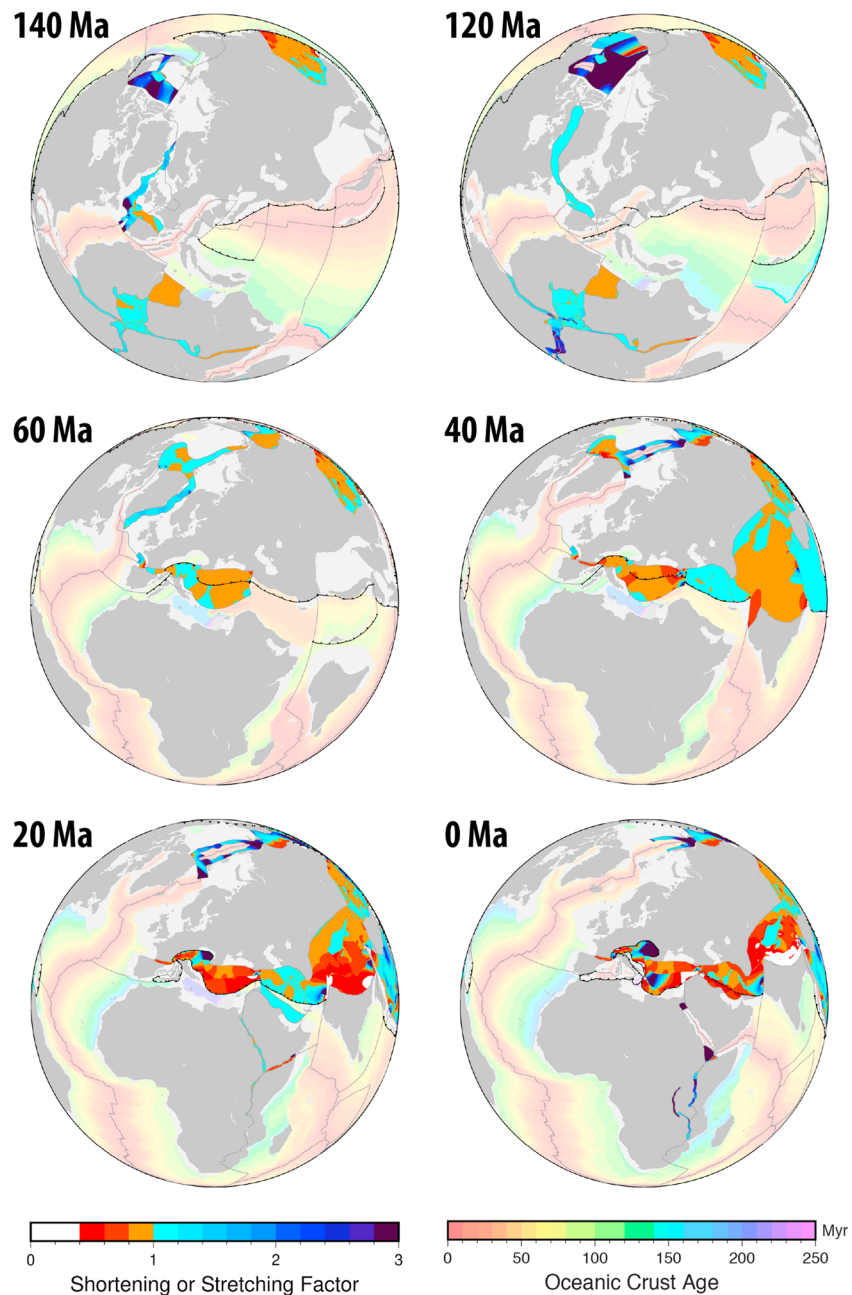 140 Ma
120 Ma
60 Ma
40 Ma
20 Ma
0 Ma
0 1 2 3
Shortening or Stretching Factor
0 50 100 150 200 250 Myr
Oceanic Crust Age